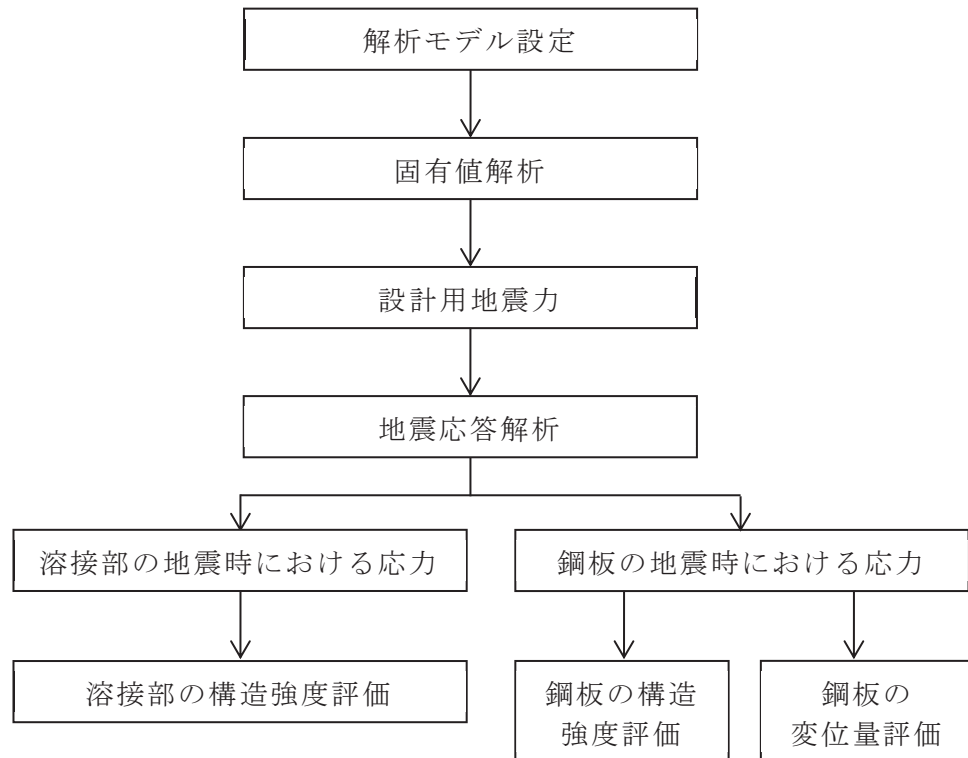 解析モデル設定
固有値解析
設計用地震力
地震応答解析
溶接部の地震時における応力
鋼板の地震時における応力
溶接部の構造強度評価
鋼板の構造
強度評価
鋼板の
変位量評価